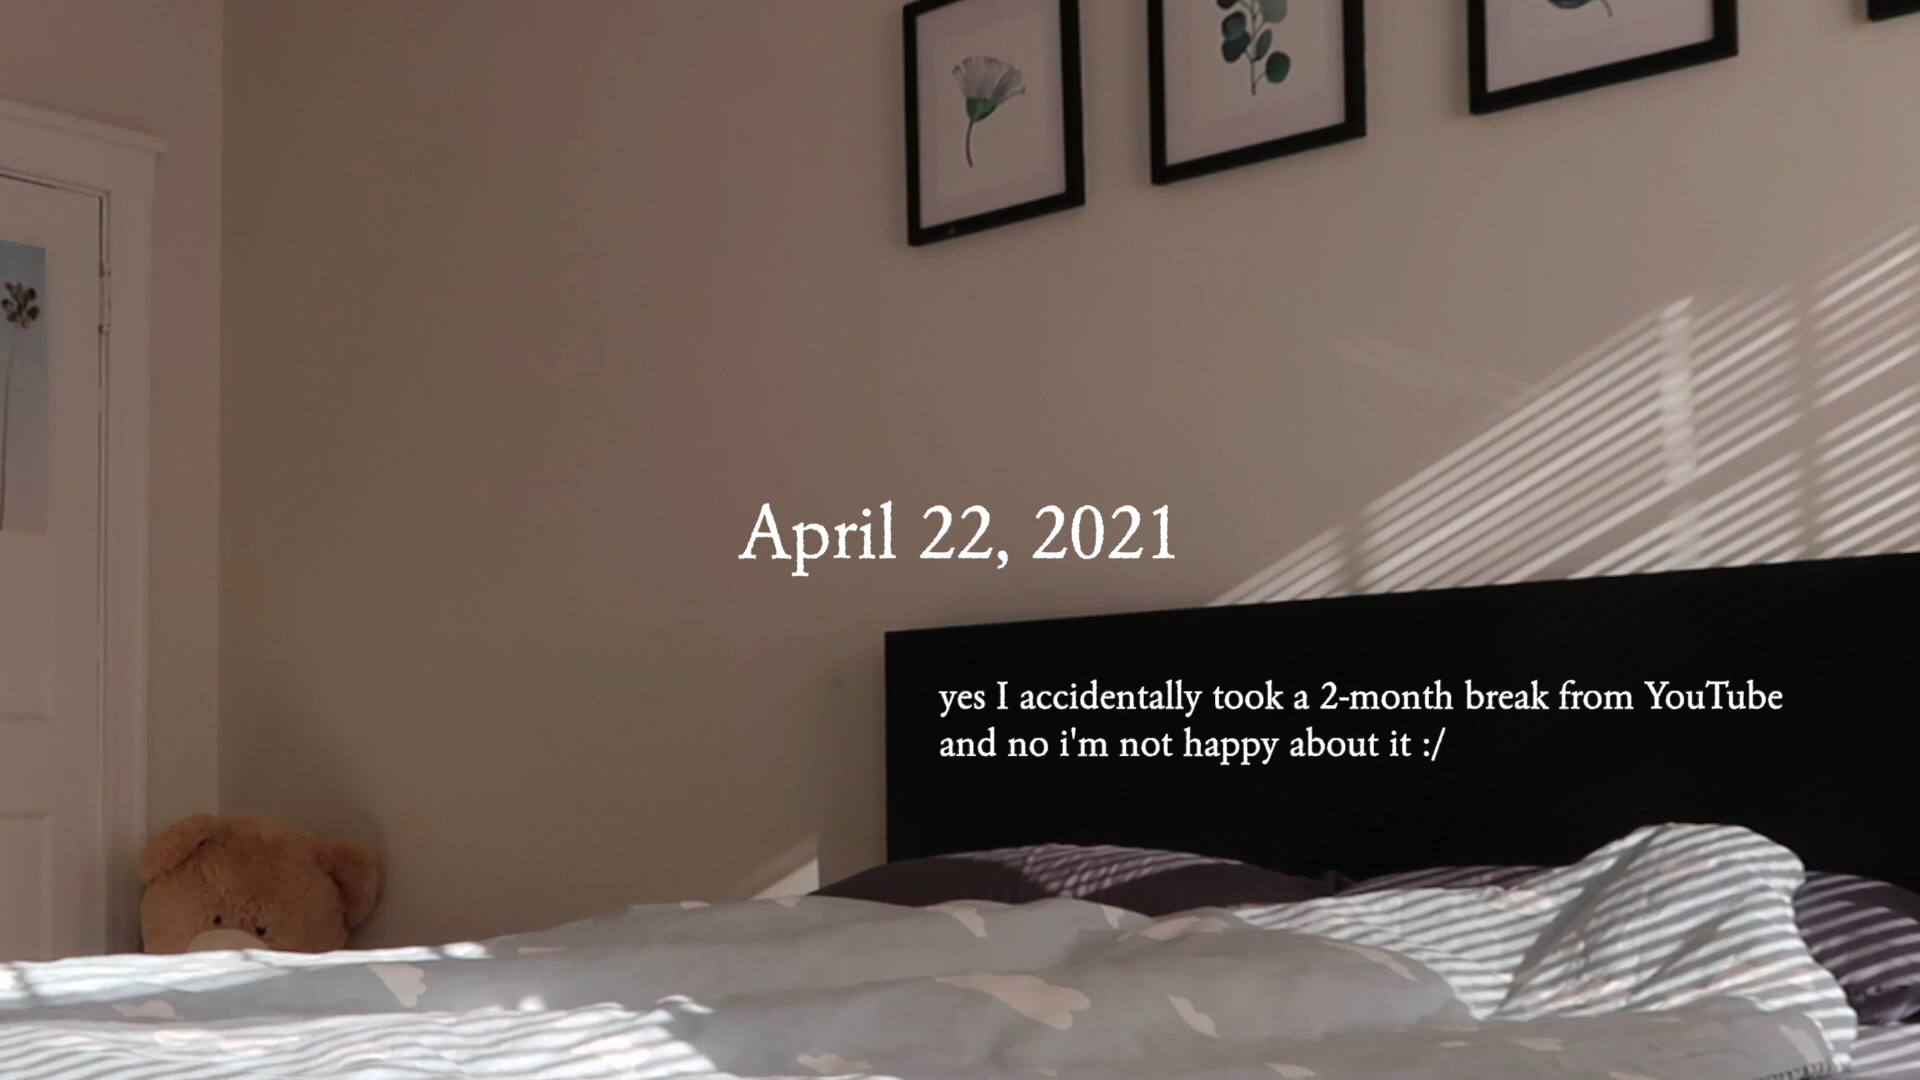 April 22, 2021
yes I accidentally took a 2-month break from YouTube
and no i'm not happy about it :/